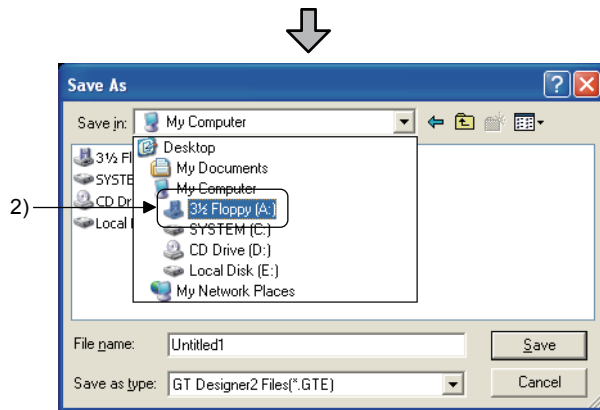 Save As
Save in: My Computer
Desktop
My Documents
My Computer
3½ Floppy (A:)
SYSTEM (C:)
CD Drive (D:)
Local Disk (E:)
My Network Places
3½ Fl
SYSTE
CD Dr
Local
2)
File name: Untitled1 Save
Save as type: GT Designer2 Files(*.GTE) Cancel